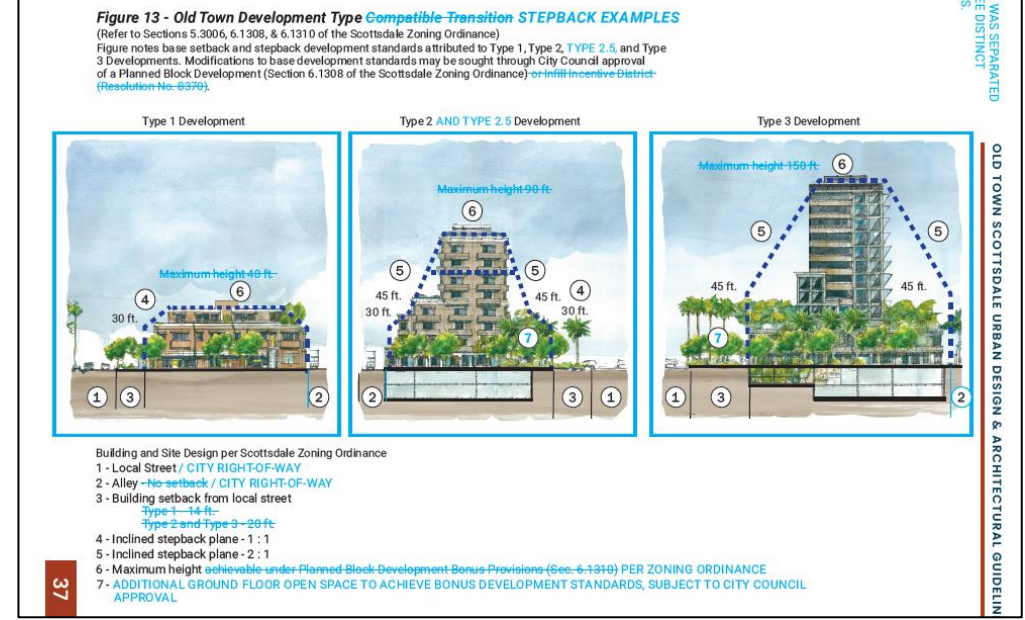 Figure 13 - Old Town Development Type Compatible Transition STEPBACK EXAMPLES
(Refer to Sections 5.3006, 6.1308, & 6.1310 of the Scottsdale Zoning Ordinance)
Figure notes base setback and stepback development standards attributed to Type 1, Type 2, TYPE 2.5, and Type
3 Developments. Modifications to base development standards may be sought through City Council approval
of a Planned Block Development (Section 6.1308 of the Scottsdale Zoning Ordinance) or Infill Incentive District
(Resolution No. 8370).
WAS SEPARATED
EE DISTINCT
S.
Type 1 Development
Maximum height 40 ft.
6
4
30 ft.
1
3
2
Type 2 AND TYPE 2.5 Development
Maximum height 90 ft.
6
5
5
45 ft.
30 ft.
45 ft.
4
30 ft.
7
2
3
1
Type 3 Development
Maximum height 150 ft.
6
5
5
45 ft.
45 ft.
7
1
3
2
Building and Site Design per Scottsdale Zoning Ordinance
1 - Local Street / CITY RIGHT-OF-WAY
2 - Alley - No setback / CITY RIGHT-OF-WAY
3 - Building setback from local street
Type 1 - 14 ft.
Type 2 and Type 3 - 20 ft.
4 - Inclined stepback plane - 1 : 1
5 - Inclined stepback plane - 2 : 1
6 - Maximum height achievable under Planned Block Development Bonus Provisions (Sec. 6.1310) PER ZONING ORDINANCE
7 - ADDITIONAL GROUND FLOOR OPEN SPACE TO ACHIEVE BONUS DEVELOPMENT STANDARDS, SUBJECT TO CITY COUNCIL
APPROVAL
37
OLD TOWN SCOTTSDALE URBAN DESIGN & ARCHITECTURAL GUIDELIN